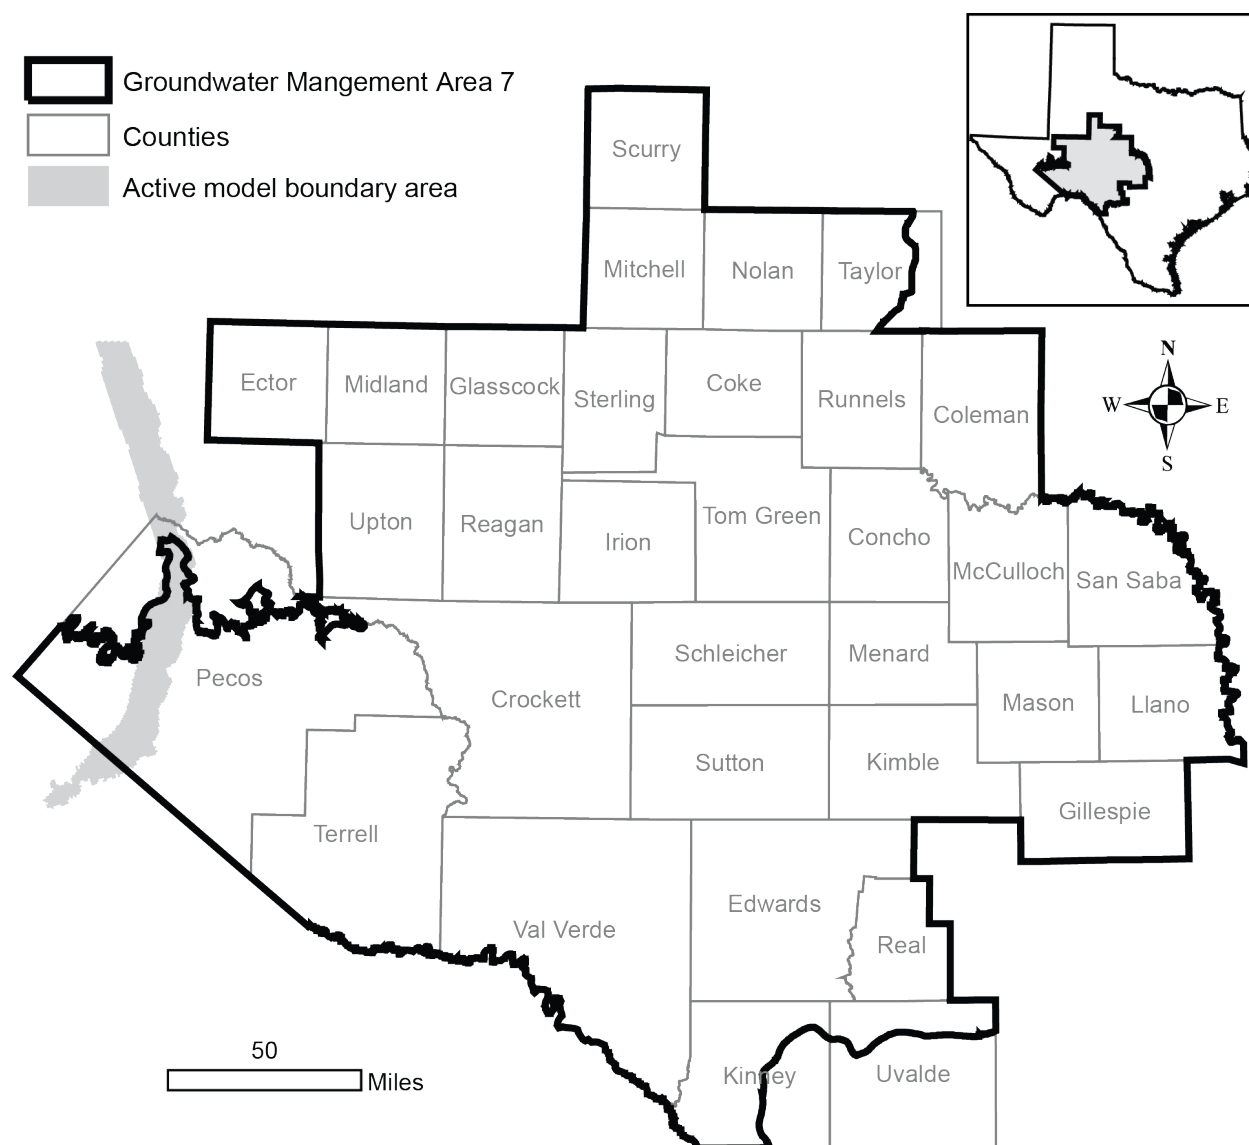 Groundwater Mangement Area 7
Counties
Active model boundary area
Scurry
Mitchell
Nolan
Taylor
N
W
E
S
Ector
Midland
Glasscock
Sterling
Coke
Runnels
Coleman
Upton
Reagan
Irion
Tom Green
Concho
McCulloch
San Saba
Pecos
Crockett
Schleicher
Menard
Mason
Llano
Sutton
Kimble
Gillespie
Terrell
Val Verde
Edwards
Real
Kinney
Uvalde
50
Miles